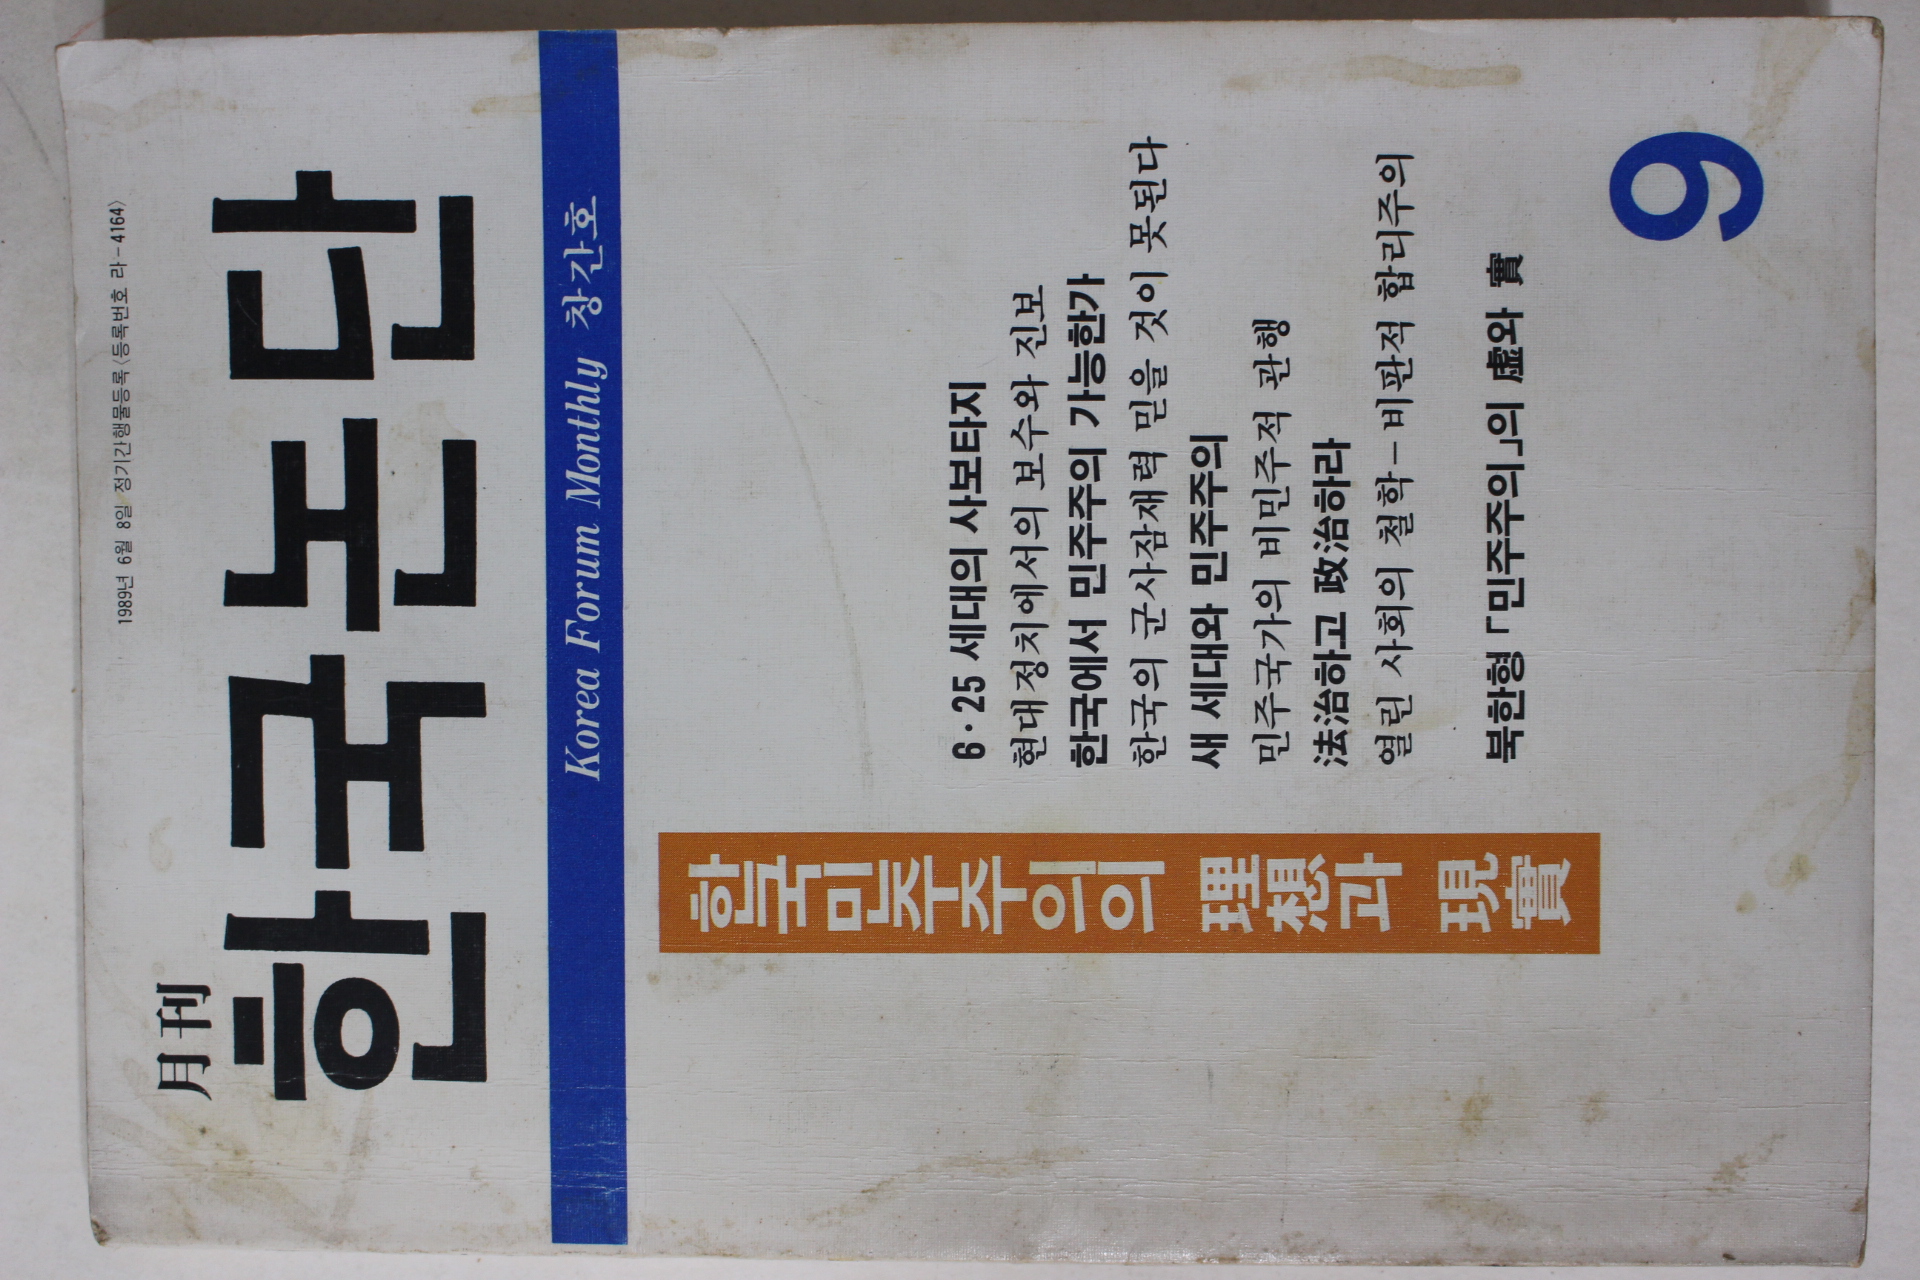 1989년 6월 8일 정기간행물등록〈등록번호 라-4164〉
月刊
한국논단
Korea Forum Monthly 창간호
한국민주주의의 理想과 現實
6·25 세대의 사보타지
현대정치에서의 보수와 진보
한국에서 민주주의 가능한가
한국의 군사잠재력 믿을 것이 못된다
새 세대와 민주주의
민주국가의 비민주적 관행
法治하고 政治하라
열린 사회의 철학-비판적 합리주의
북한형 「민주주의」의 虛와 實
9